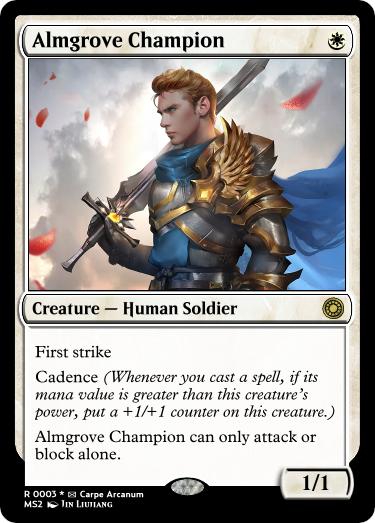 Almgrove Champion
Creature — Human Soldier
First strike
Cadence (Whenever you cast a spell, if its
mana value is greater than this creature's
power, put a +1/+1 counter on this creature.)
Almgrove Champion can only attack or
block alone.
1/1
R 0003 * Carpe Arcanum
MS2 Jin Liujiang